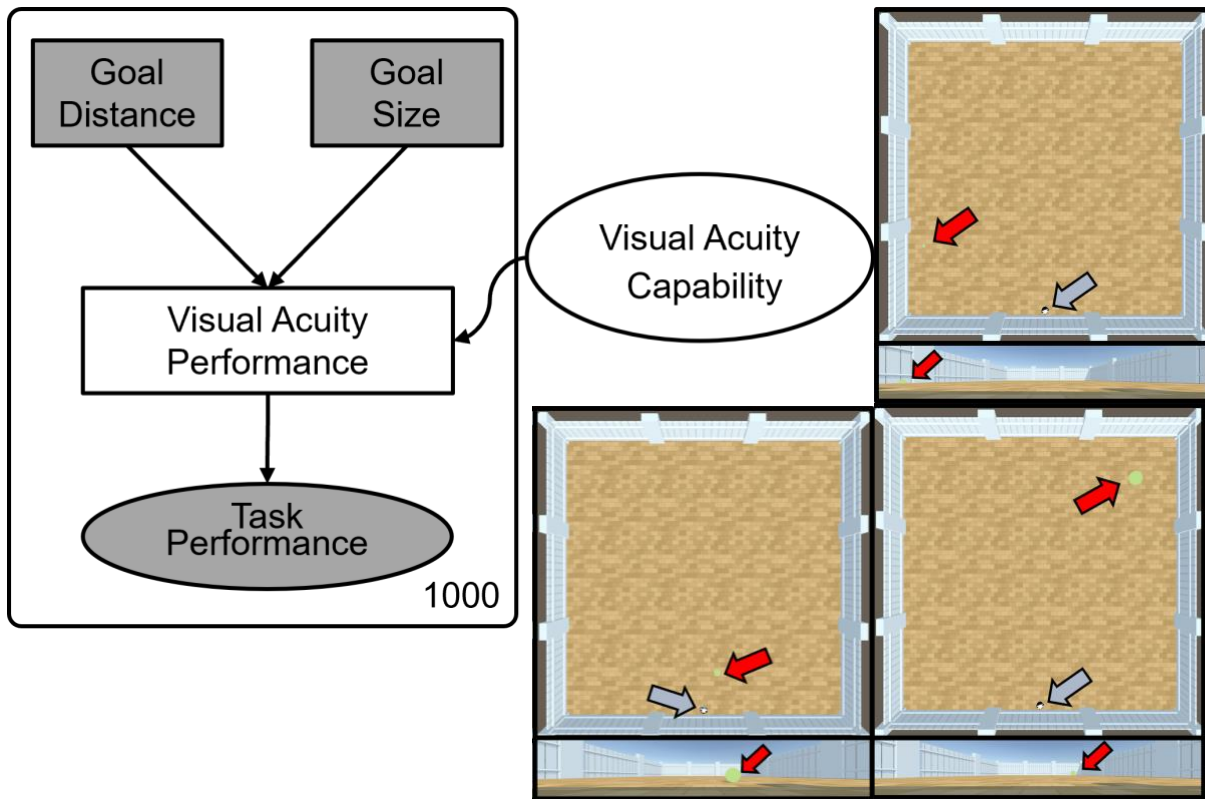 Goal
Distance
Goal
Size
Visual Acuity
Performance
Visual Acuity
Capability
Task
Performance
1000